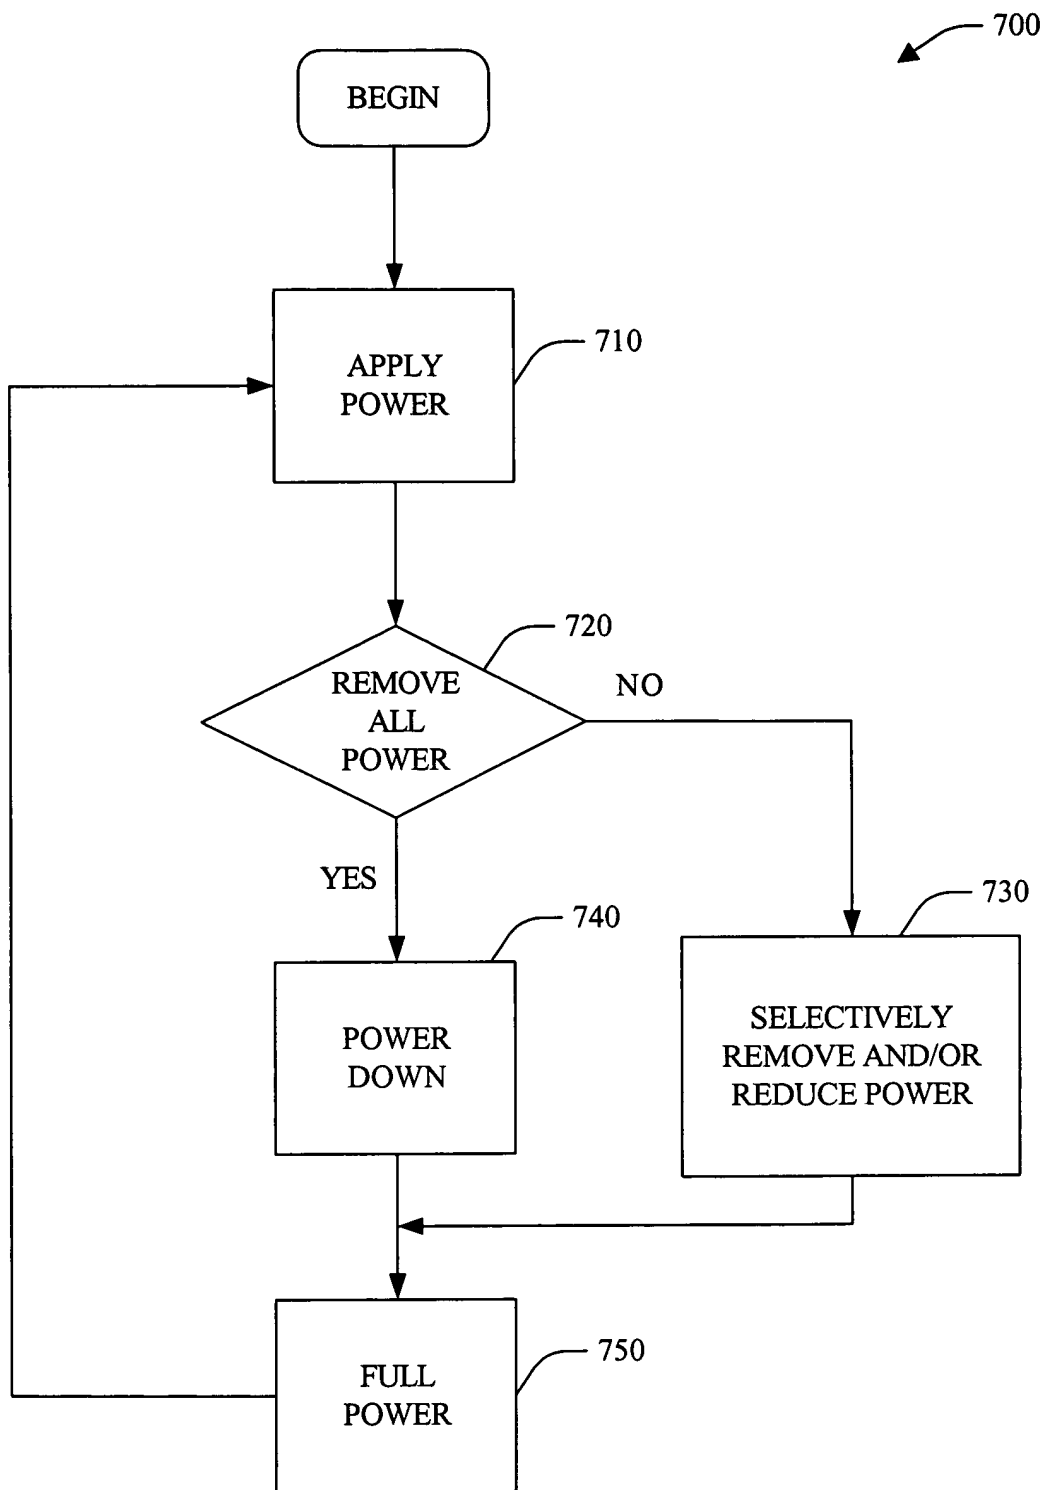 700
BEGIN
710
APPLY
POWER
720
REMOVE
ALL
POWER
NO
YES
740
730
POWER
DOWN
SELECTIVELY
REMOVE AND/OR
REDUCE POWER
750
FULL
POWER